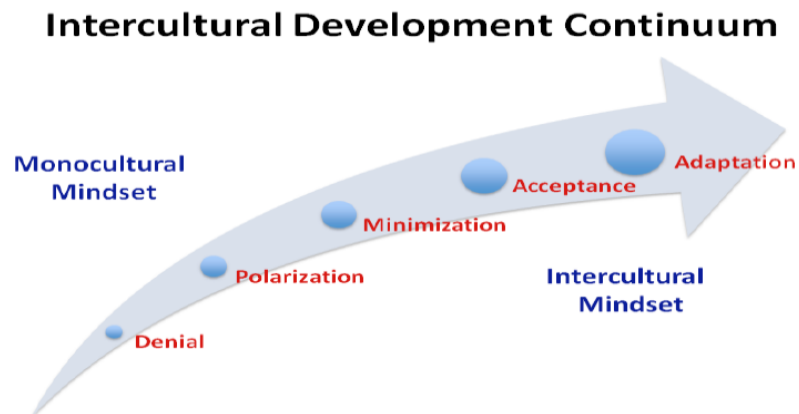 Intercultural Development Continuum
Monocultural
Mindset
Adaptation
Acceptance
Minimization
Polarization
Intercultural
Mindset
Denial